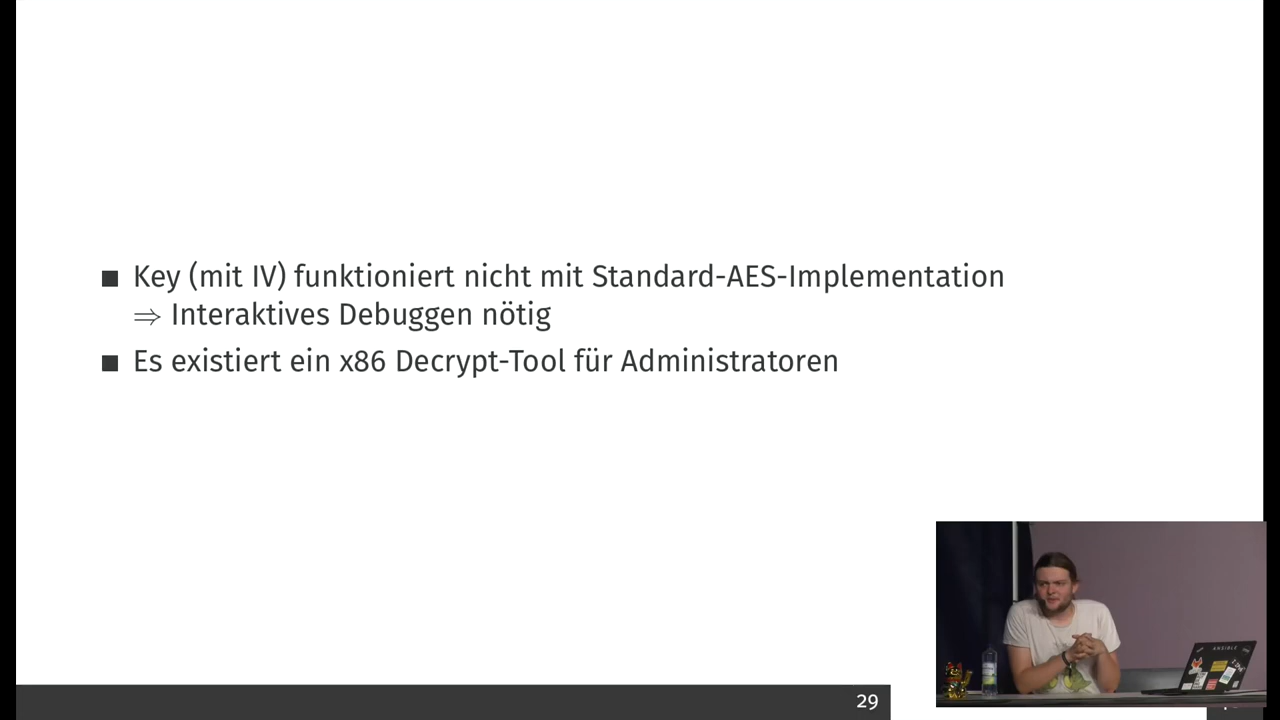 ■ Key (mit IV) funktioniert nicht mit Standard-AES-Implementation
⇒ Interaktives Debuggen nötig
■ Es existiert ein x86 Decrypt-Tool für Administratoren
29
ANSIBLE